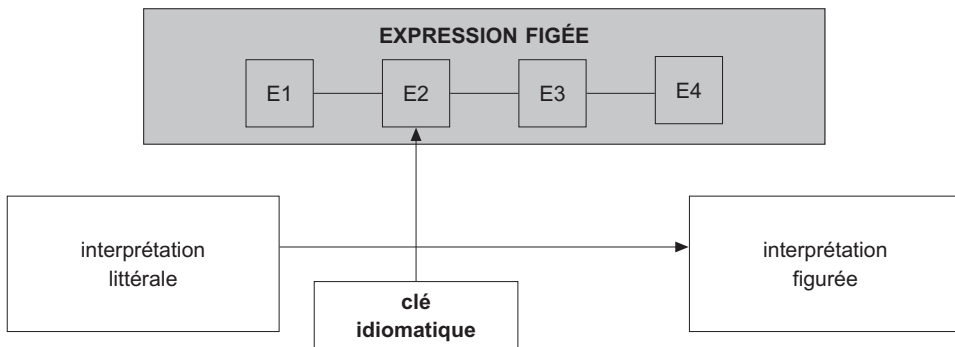 EXPRESSION FIGÉE
E1 E2 E3 E4
interprétation
littérale
interprétation
figurée
clé
idiomatique